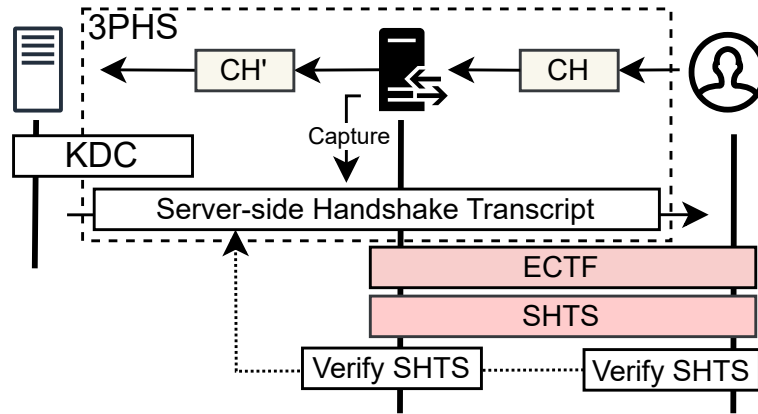 3PHS
CH'
CH
Capture
KDC
Server-side Handshake Transcript
ECTF
SHTS
Verify SHTS
Verify SHTS